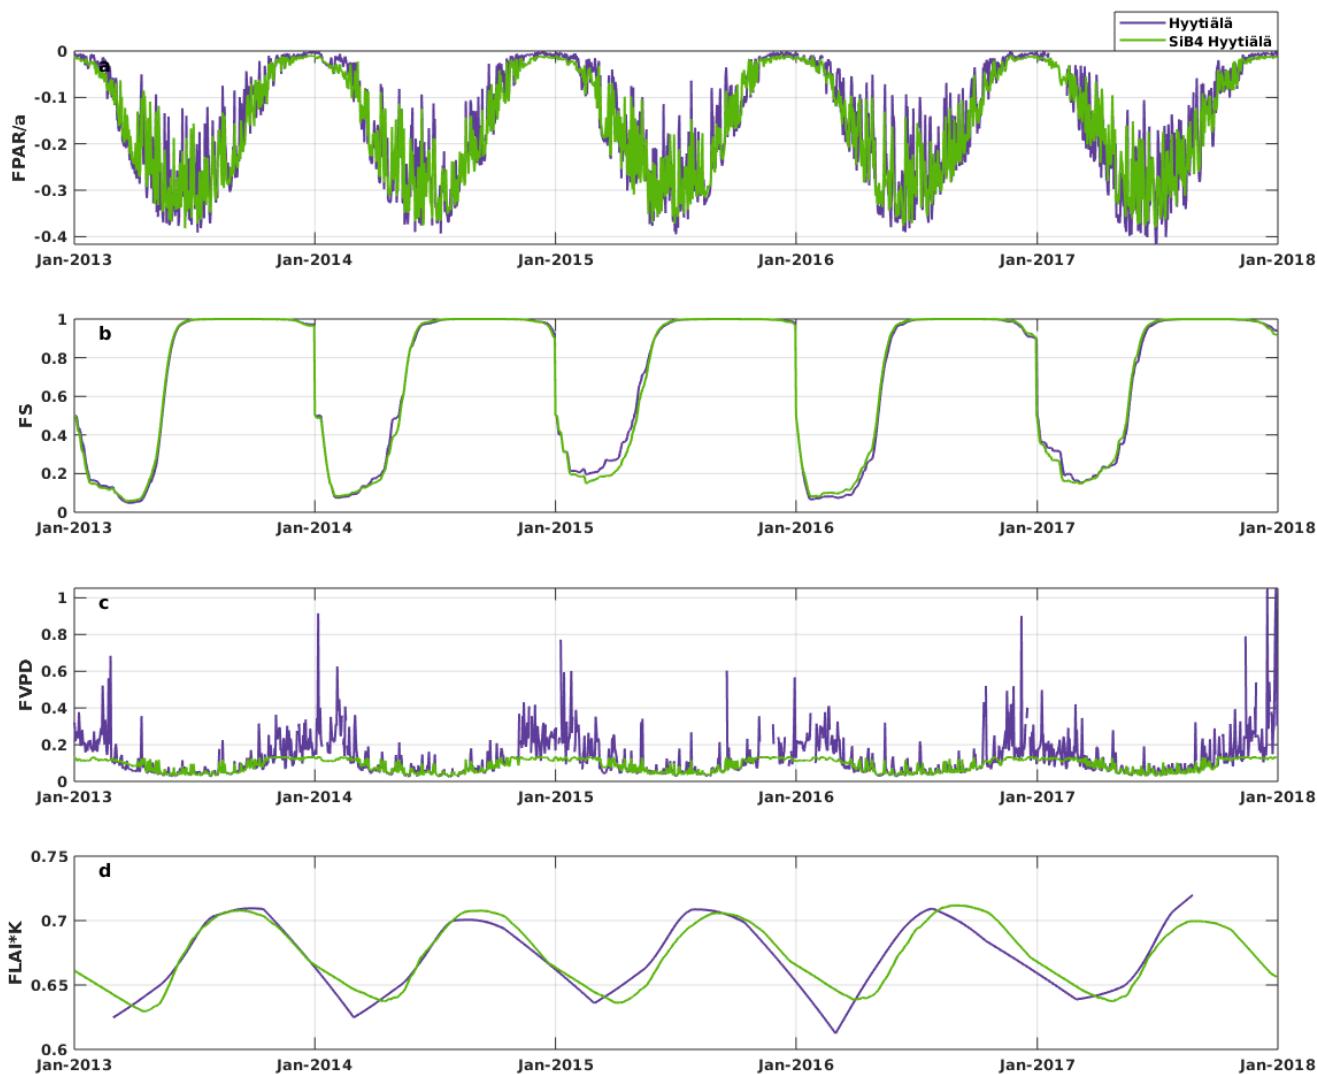 Hyytiälä
SiB4 Hyytiälä
a
FPAR/a
0
-0.1
-0.2
-0.3
-0.4
Jan-2013 Jan-2014 Jan-2015 Jan-2016 Jan-2017 Jan-2018
b
FS
1
0.8
0.6
0.4
0.2
0
Jan-2013 Jan-2014 Jan-2015 Jan-2016 Jan-2017 Jan-2018
c
FVPD
1
0.8
0.6
0.4
0.2
0
Jan-2013 Jan-2014 Jan-2015 Jan-2016 Jan-2017 Jan-2018
d
FLAI*K
0.75
0.7
0.65
0.6
Jan-2013 Jan-2014 Jan-2015 Jan-2016 Jan-2017 Jan-2018